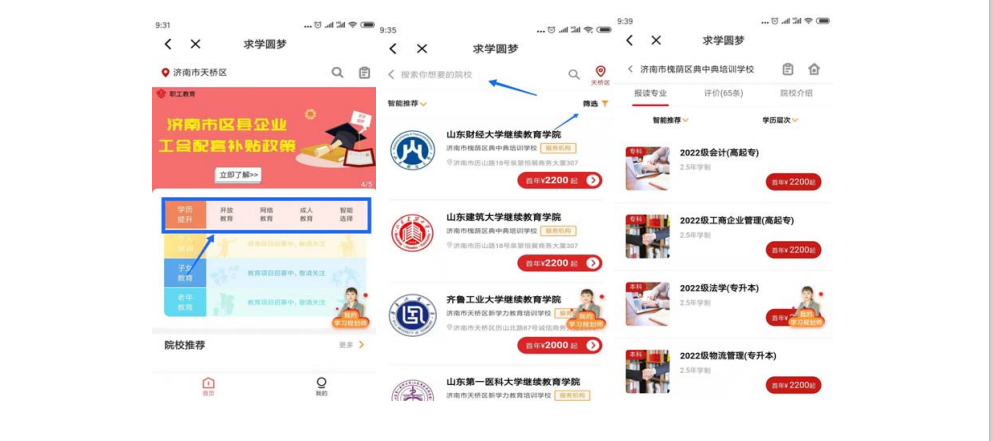 9:31
求学圆梦
济南市天桥区
职工教育
济南市区县企业
工会配套补贴政策
立即了解>>
4/5
学历提升
开放教育
网络教育
成人教育
智能选择
教育项目招募中，敬请关注
子女教育
教育项目招募中，敬请关注
老年教育
教育项目招募中，敬请关注
我的
学习规划师
院校推荐
更多
首页
我的
9:35
求学圆梦
搜索你想要的院校
天桥区
智能推荐
筛选
山东财经大学继续教育学院
济南市槐荫区典中典培训学校
服务机构
济南市历山路18号泉景恒展商务大厦307
首年¥2200 起
山东建筑大学继续教育学院
济南市槐荫区典中典培训学校
服务机构
济南市历山路18号泉景恒展商务大厦307
首年¥2200 起
齐鲁工业大学继续教育学院
济南市天桥区新学力教育培训学校
济南市天桥区历山北路87号诚信商务
我的
学习规划师
首年¥2000 起
山东第一医科大学继续教育学院
济南市天桥区新学力教育培训学校
服务机构
9:39
求学圆梦
济南市槐荫区典中典培训学校
报读专业
评价(65条)
院校介绍
智能推荐
学历层次
专科
2022级会计(高起专)
2.5年学制
首年¥2200起
专科
2022级工商企业管理(高起专)
2.5年学制
首年¥2200起
本科
2022级法学(专升本)
2.5年学制
首年¥
我的
学习规划师
本科
2022级物流管理(专升本)
2.5年学制
首年¥2200起